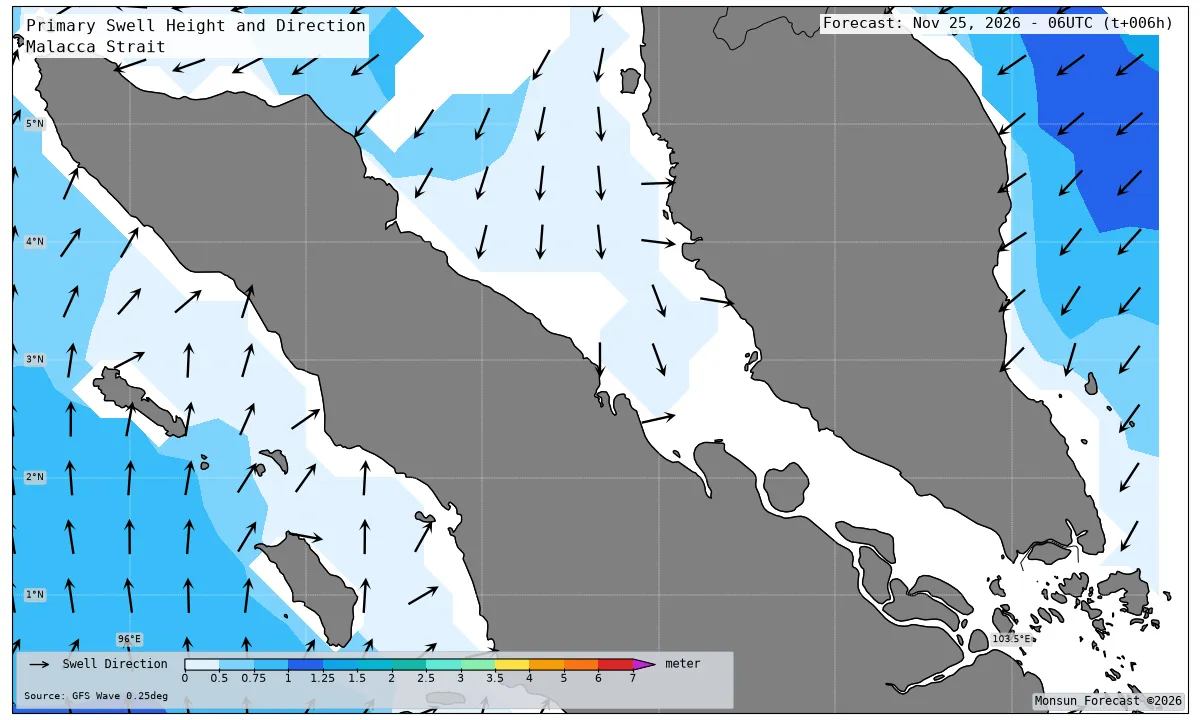 Primary Swell Height and Direction
Malacca Strait
Forecast: Nov 25, 2026 - 06UTC (t+006h)
5°N
4°N
3°N
2°N
1°N
96°E
103.5°E
Swell Direction
0 0.5 0.75 1 1.25 1.5 2 2.5 3 3.5 4 5 6 7
meter
Source: GFS Wave 0.25deg
Monsun Forecast ©2026